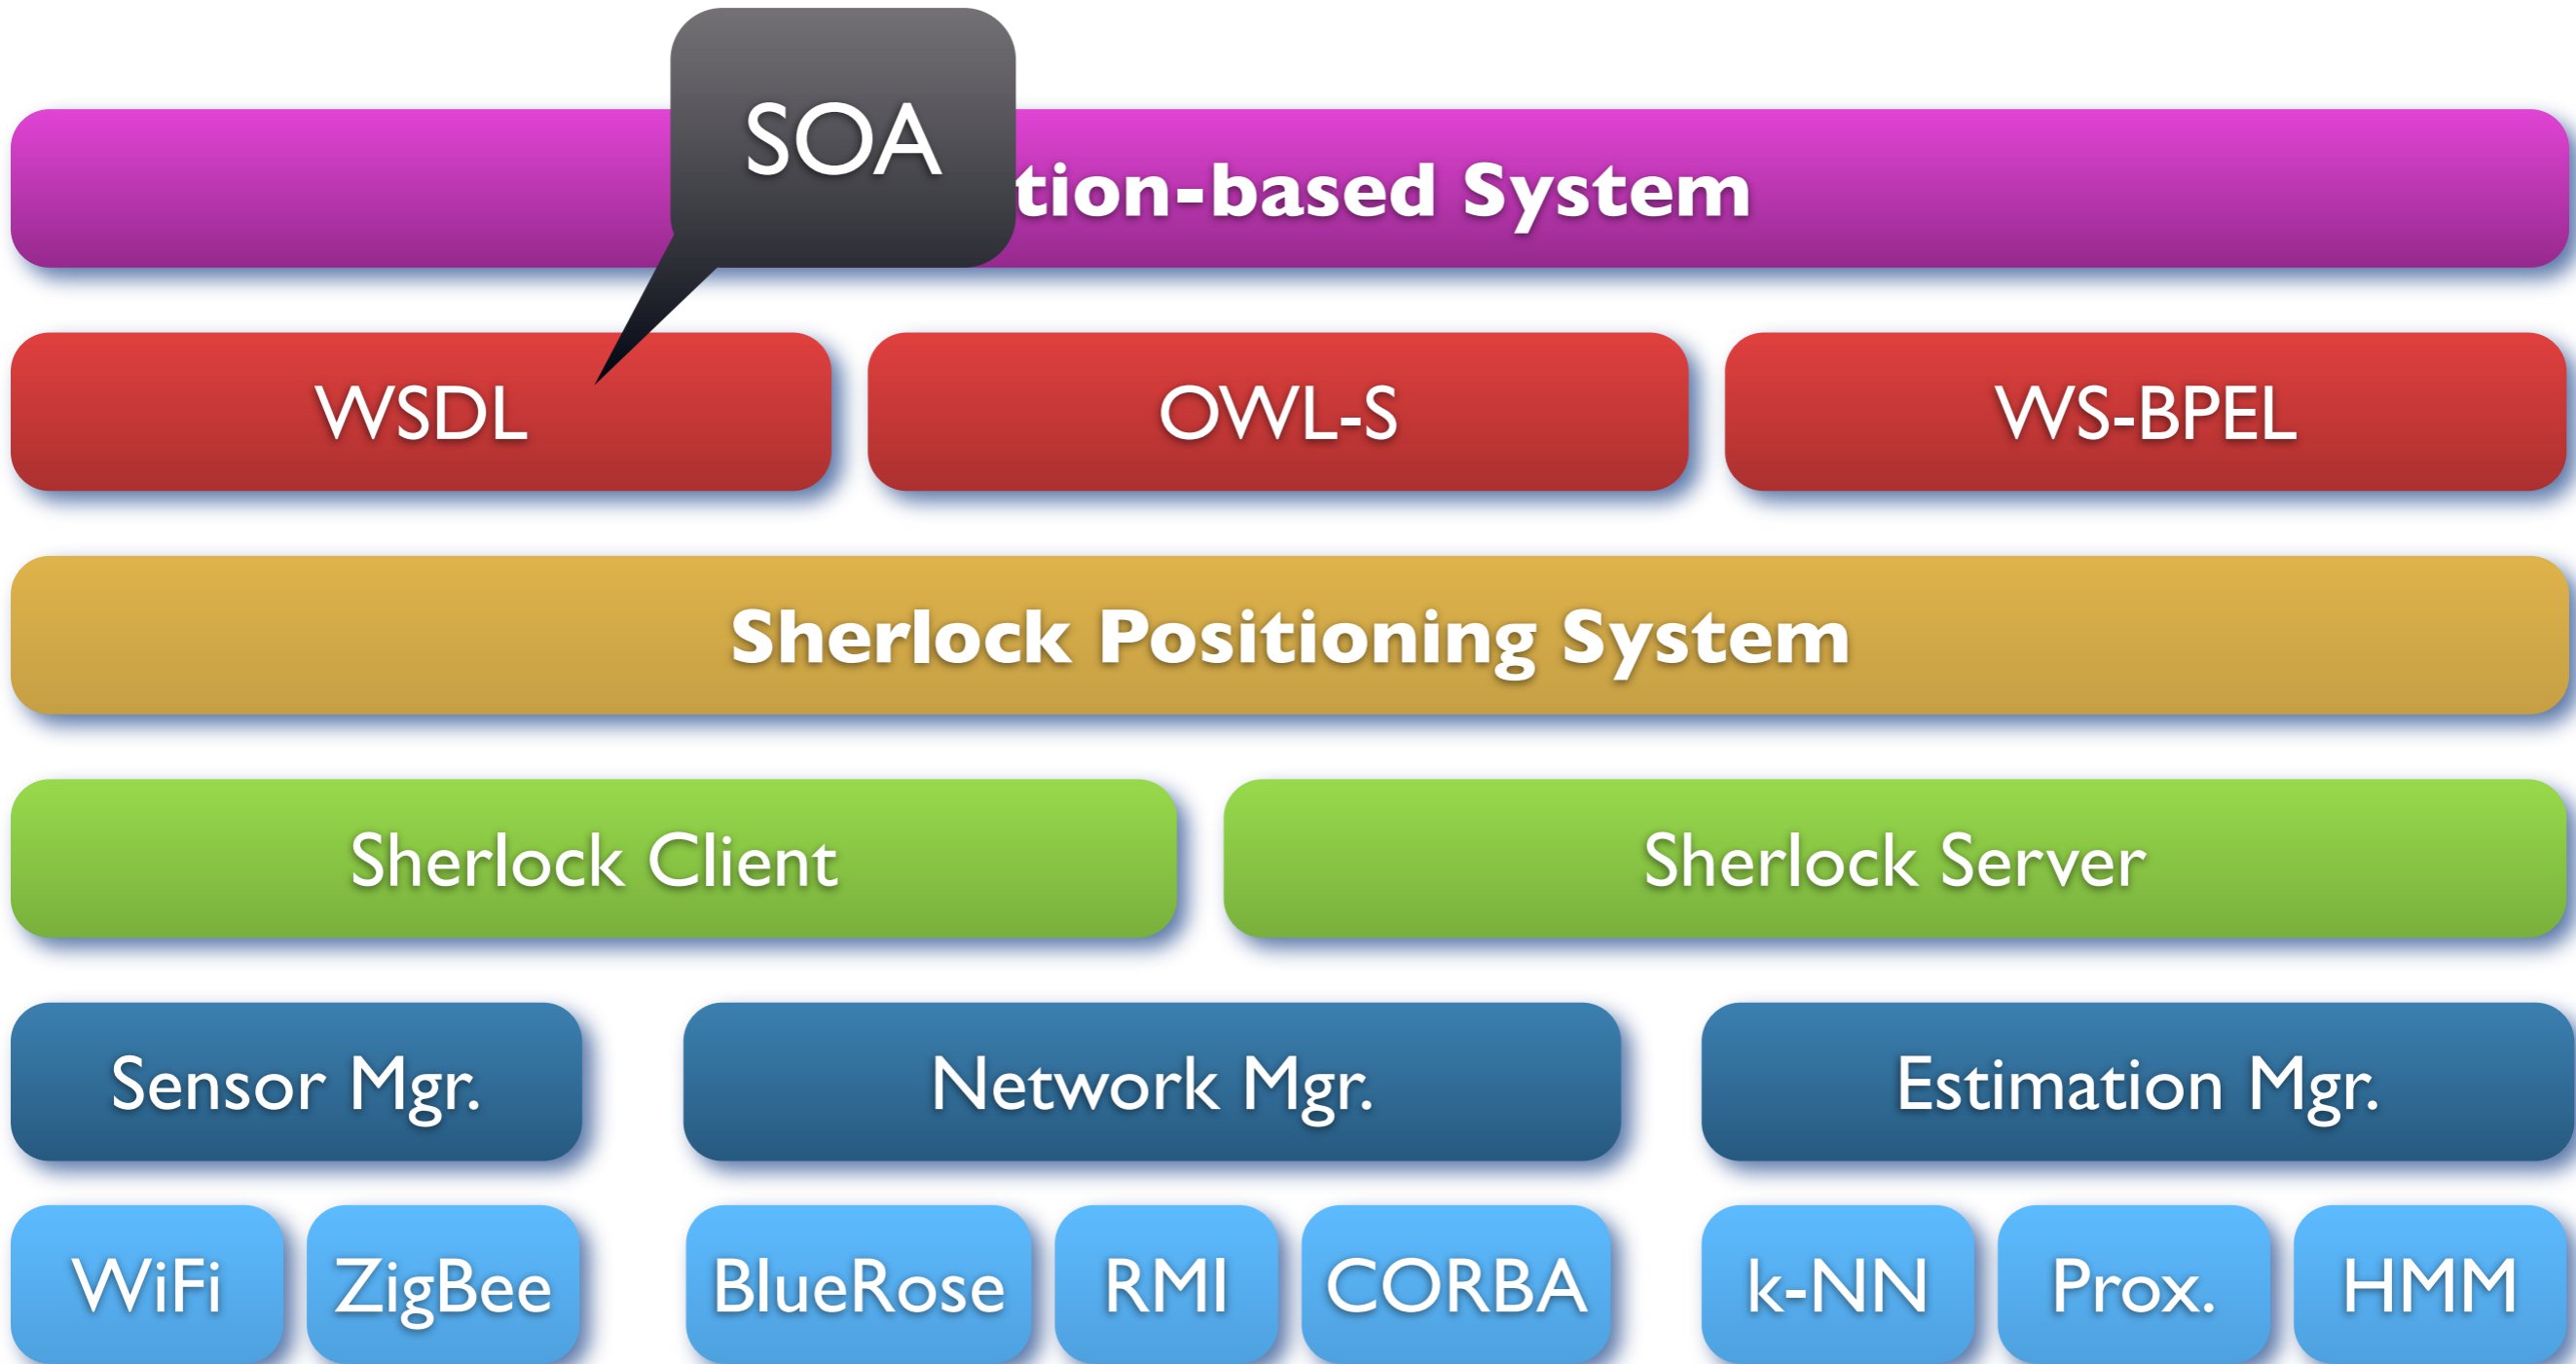 SOA
tion-based System
WSDL
OWL-S
WS-BPEL
Sherlock Positioning System
Sherlock Client
Sherlock Server
Sensor Mgr.
Network Mgr.
Estimation Mgr.
WiFi
ZigBee
BlueRose
RMI
CORBA
k-NN
Prox.
HMM